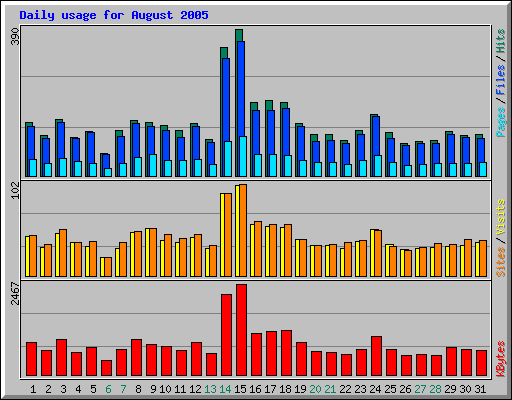 Daily usage for August 2005
390
Pages / Files / Hits
102
Sites / Visits
2467
KBytes
1 2 3 4 5 6 7 8 9 10 11 12 13 14 15 16 17 18 19 20 21 22 23 24 25 26 27 28 29 30 31